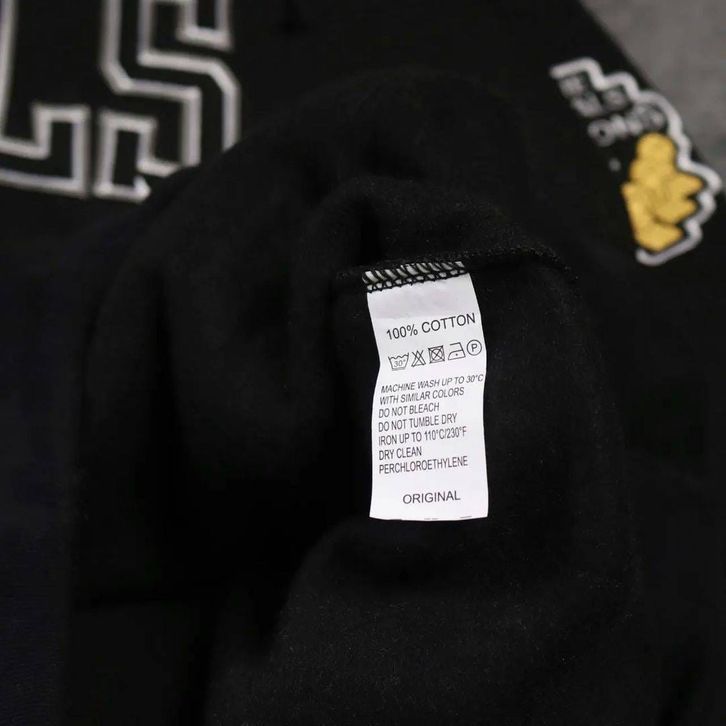 LS
100% COTTON
30°
P
MACHINE WASH UP TO 30°C
WITH SIMILAR COLORS
DO NOT BLEACH
DO NOT TUMBLE DRY
IRON UP TO 110°C/230°F
DRY CLEAN
PERCHLOROETHYLENE
ORIGINAL